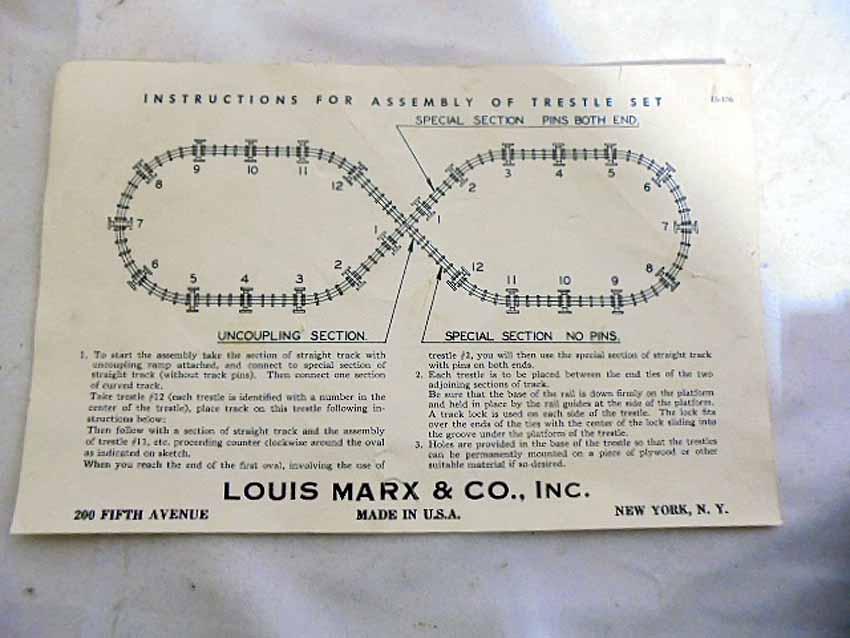 INSTRUCTIONS FOR ASSEMBLY OF TRESTLE SET
SPECIAL SECTION PINS BOTH END.
9 10 11
8 12
7
6
5 4 3 2 1
1 2 3 4 5
6
7
8
12 11 10 9
UNCOUPLING SECTION.
SPECIAL SECTION NO PINS.
1. To start the assembly take the section of straight track with
uncoupling ramp attached, and connect to special section of
straight track (without track pins). Then connect one section
of curved track.
Take trestle #12 (each trestle is identified with a number in the
center of the trestle), place track on this trestle following in-
structions below:
Then follow with a section of straight track and the assembly
of trestle #11, etc. proceeding counter clockwise around the oval
as indicated on sketch.
When you reach the end of the first oval, involving the use of
trestle #2, you will then use the special section of straight track
with pins on both ends.
2. Each trestle is to be placed between the end ties of the two
adjoining sections of track.
Be sure that the base of the rail is down firmly on the platform
and held in place by the rail guides at the side of the platform.
A track lock is used on each side of the trestle. The lock fits
over the ends of the ties with the center of the lock sliding into
the groove under the platform of the trestle.
3. Holes are provided in the base of the trestle so that the trestles
can be permanently mounted on a piece of plywood or other
suitable material if so desired.
LOUIS MARX & CO., INC.
200 FIFTH AVENUE MADE IN U.S.A. NEW YORK, N. Y.